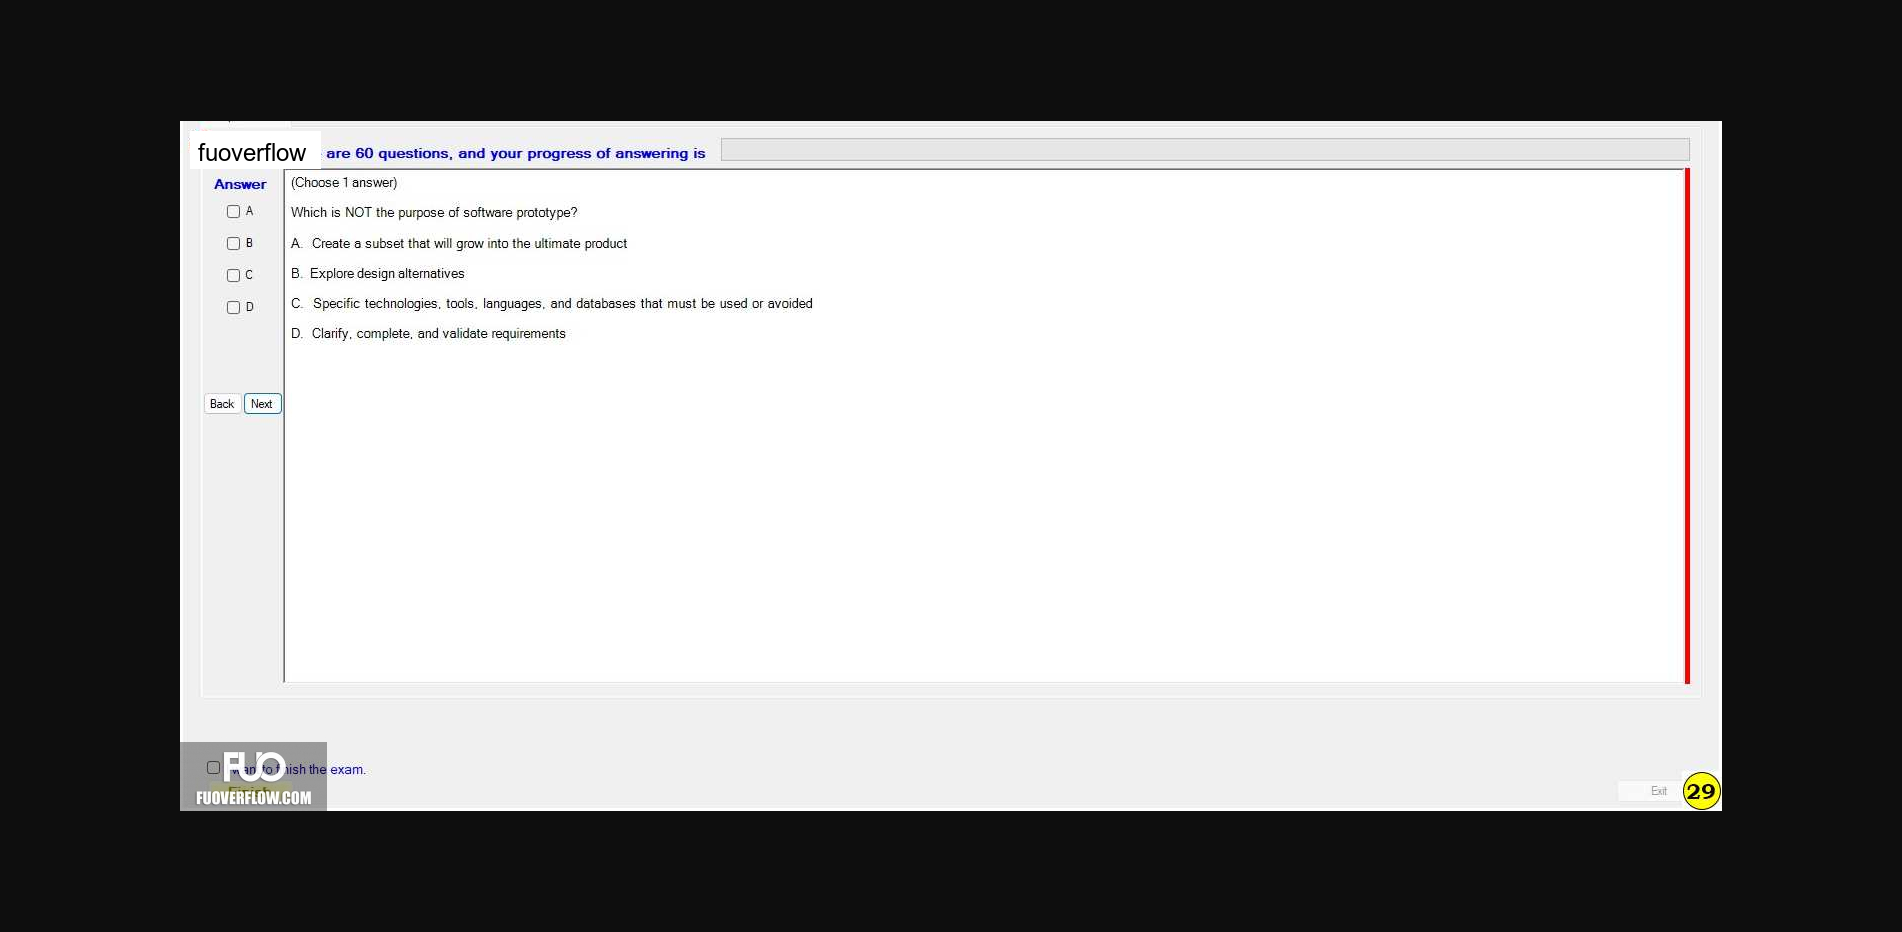 fuoverflow are 60 questions, and your progress of answering is
Answer
(Choose 1 answer)
A
Which is NOT the purpose of software prototype?
B
A. Create a subset that will grow into the ultimate product
C
B. Explore design alternatives
D
C. Specific technologies, tools, languages, and databases that must be used or avoided
D. Clarify, complete, and validate requirements
Back Next
FUO
want to finish the exam.
Finish
FUOVERFLOW.COM
Exit
29